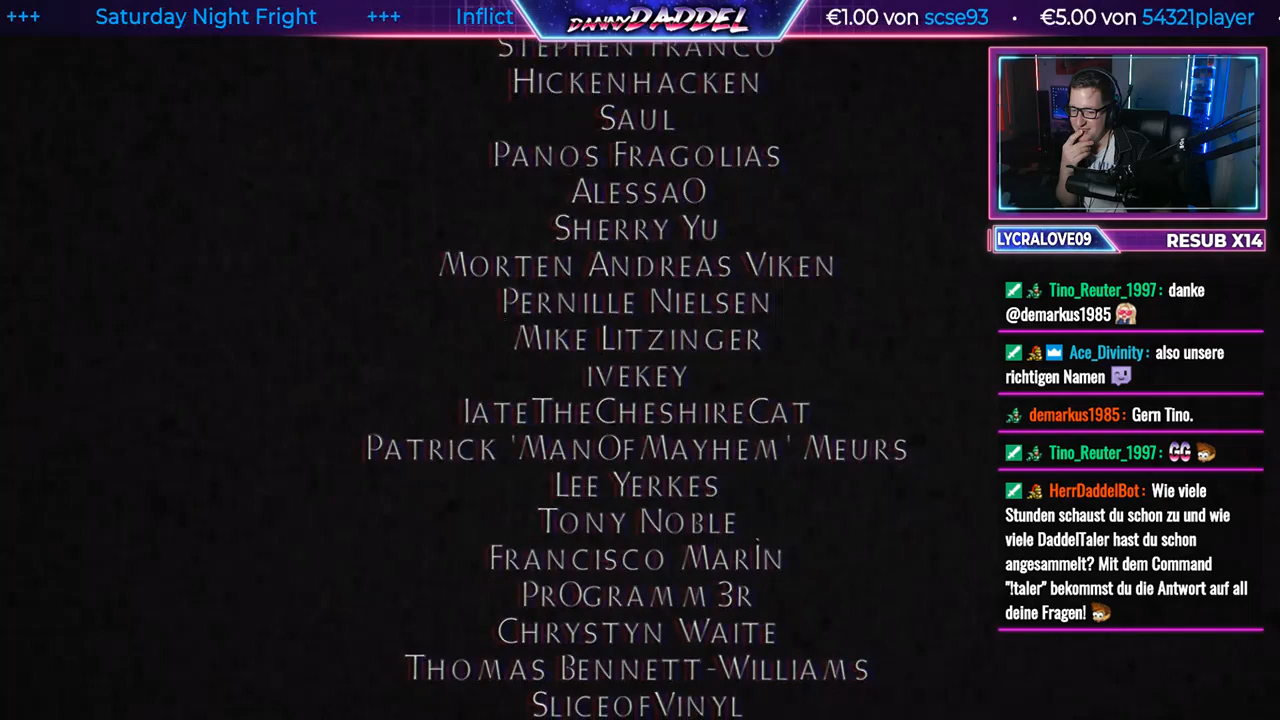 +++ Saturday Night Fright +++ Inflict
DANNY DADDEL
€1.00 von scse93 • €5.00 von 54321player
STEPHEN FRANCO
HICKENHACKEN
SAUL
PANOS FRAGOLIAS
ALESSAO
SHERRY YU
MORTEN ANDREAS VIKEN
PERNILLE NIELSEN
MIKE LITZINGER
IVEKEY
IATETHECHESHIRECAT
PATRICK 'MANOFMAYHEM' MEURS
LEE YERKES
TONY NOBLE
FRANCISCO MARÌN
PROGRAMM3R
CHRYSTYN WAITE
THOMAS BENNETT-WILLIAMS
SLICEOFVINYL
LYCRALOVE09 RESUB X14
Tino_Reuter_1997: danke
@demarkus1985
Ace_Divinity: also unsere
richtigen Namen
demarkus1985: Gern Tino.
Tino_Reuter_1997: GG
HerrDaddelBot: Wie viele
Stunden schaust du schon zu und wie
viele DaddelTaler hast du schon
angesammelt? Mit dem Command
"!taler" bekommst du die Antwort auf all
deine Fragen!